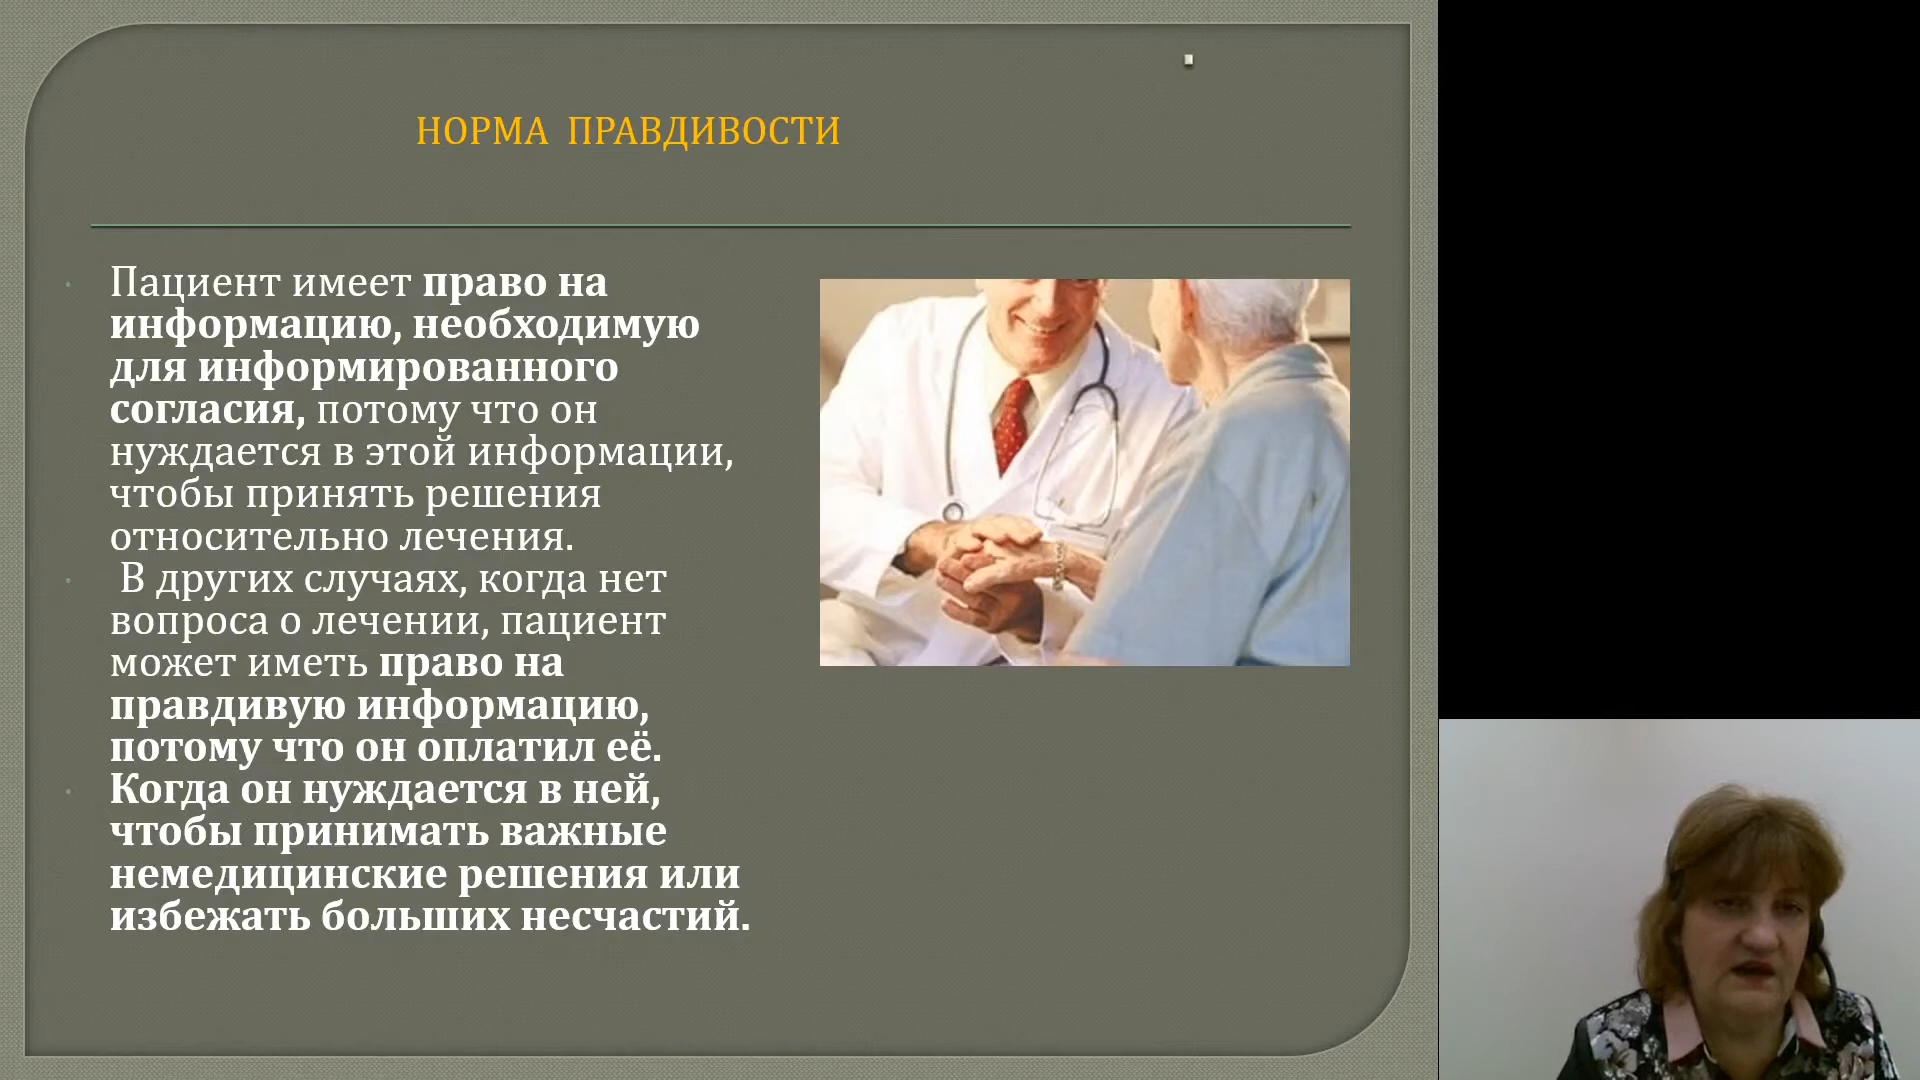 НОРМА ПРАВДИВОСТИ
Пациент имеет право на
информацию, необходимую
для информированного
согласия, потому что он
нуждается в этой информации,
чтобы принять решения
относительно лечения.
В других случаях, когда нет
вопроса о лечении, пациент
может иметь право на
правдивую информацию,
потому что он оплатил её.
Когда он нуждается в ней,
чтобы принимать важные
немедицинские решения или
избежать больших несчастий.